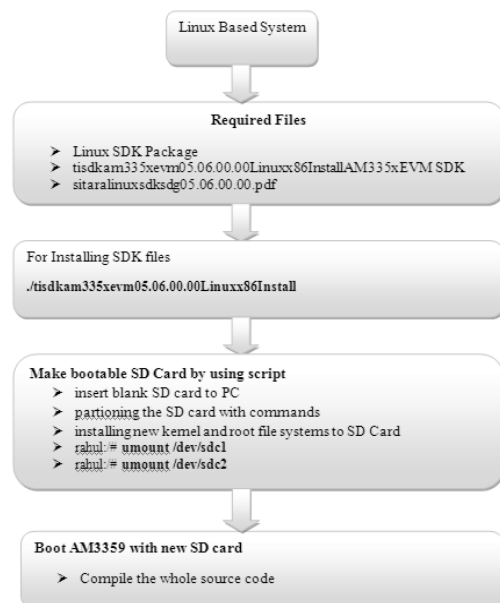 Linux Based System
Required Files
➤ Linux SDK Package
➤ tisdkam335xevm05.06.00.00Linuxx86InstallAM335xEVM SDK
➤ sitaralinuxsdksdg05.06.00.00.pdf
For Installing SDK files
./tisdkam335xevm05.06.00.00Linuxx86Install
Make bootable SD Card by using script
➤ insert blank SD card to PC
➤ partioning the SD card with commands
➤ installing new kernel and root file systems to SD Card
➤ rahul:/# umount /dev/sdc1
➤ rahul:/# umount /dev/sdc2
Boot AM3359 with new SD card
➤ Compile the whole source code